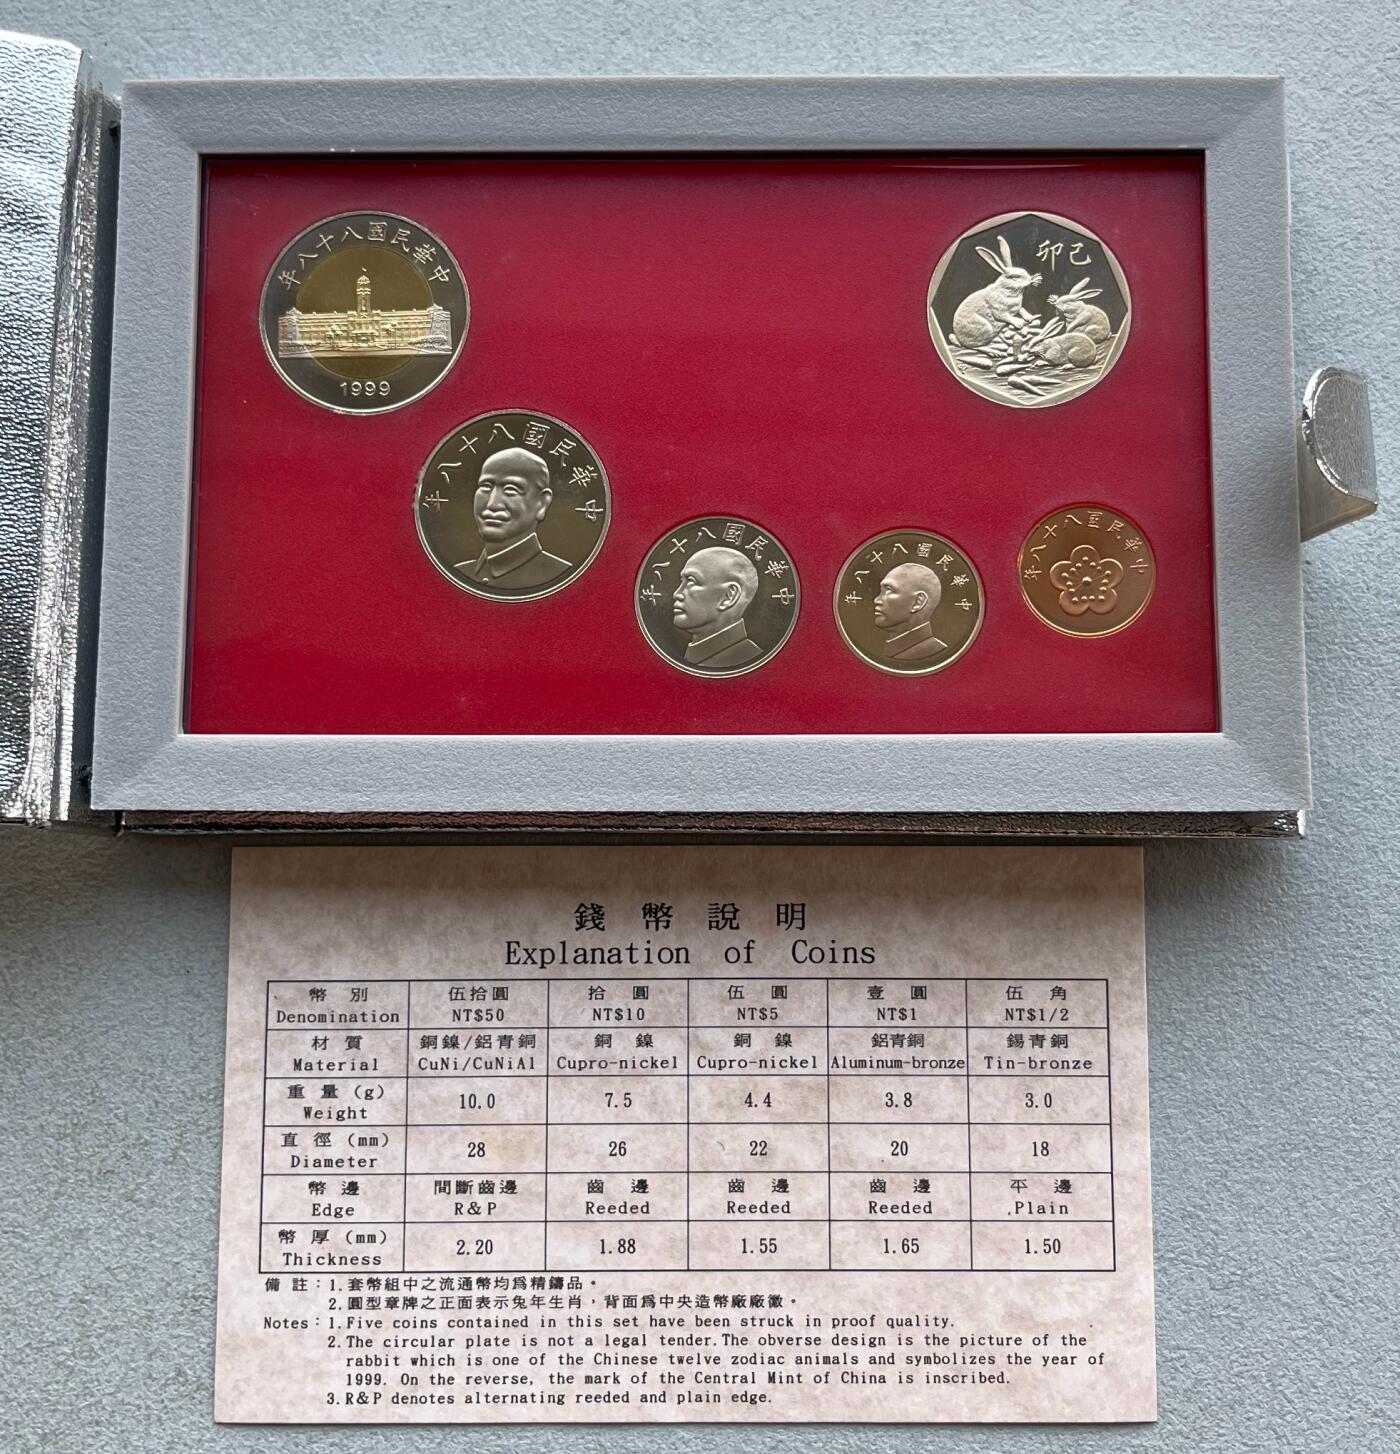 中華民國八十八年
1999
己卯
中華民國八十八年
中華民國八十八年
中華民國八十八年
中華民國八十八年
錢幣說明
Explanation of Coins
幣別 伍拾圓 拾圓 伍圓 壹圓 伍角
Denomination NT$50 NT$10 NT$5 NT$1 NT$1/2
材質 銅鎳/鋁青銅 銅鎳 銅鎳 鋁青銅 錫青銅
Material CuNi/CuNiAl Cupro-nickel Cupro-nickel Aluminum-bronze Tin-bronze
重量(g)
Weight 10.0 7.5 4.4 3.8 3.0
直徑(mm)
Diameter 28 26 22 20 18
幣邊 間斷齒邊 齒邊 齒邊 齒邊 平邊
Edge R&P Reeded Reeded Reeded Plain
幣厚(mm)
Thickness 2.20 1.88 1.55 1.65 1.50
備註:1.套幣組中之流通幣均爲精鑄品。
2.圓型章牌之正面表示兔年生肖,背面爲中央造幣廠廠徽。
Notes:1.Five coins contained in this set have been struck in proof quality.
2.The circular plate is not a legal tender.The obverse design is the picture of the
rabbit which is one of the Chinese twelve zodiac animals and symbolizes the year of
1999. On the reverse, the mark of the Central Mint of China is inscribed.
3.R&P denotes alternating reeded and plain edge.